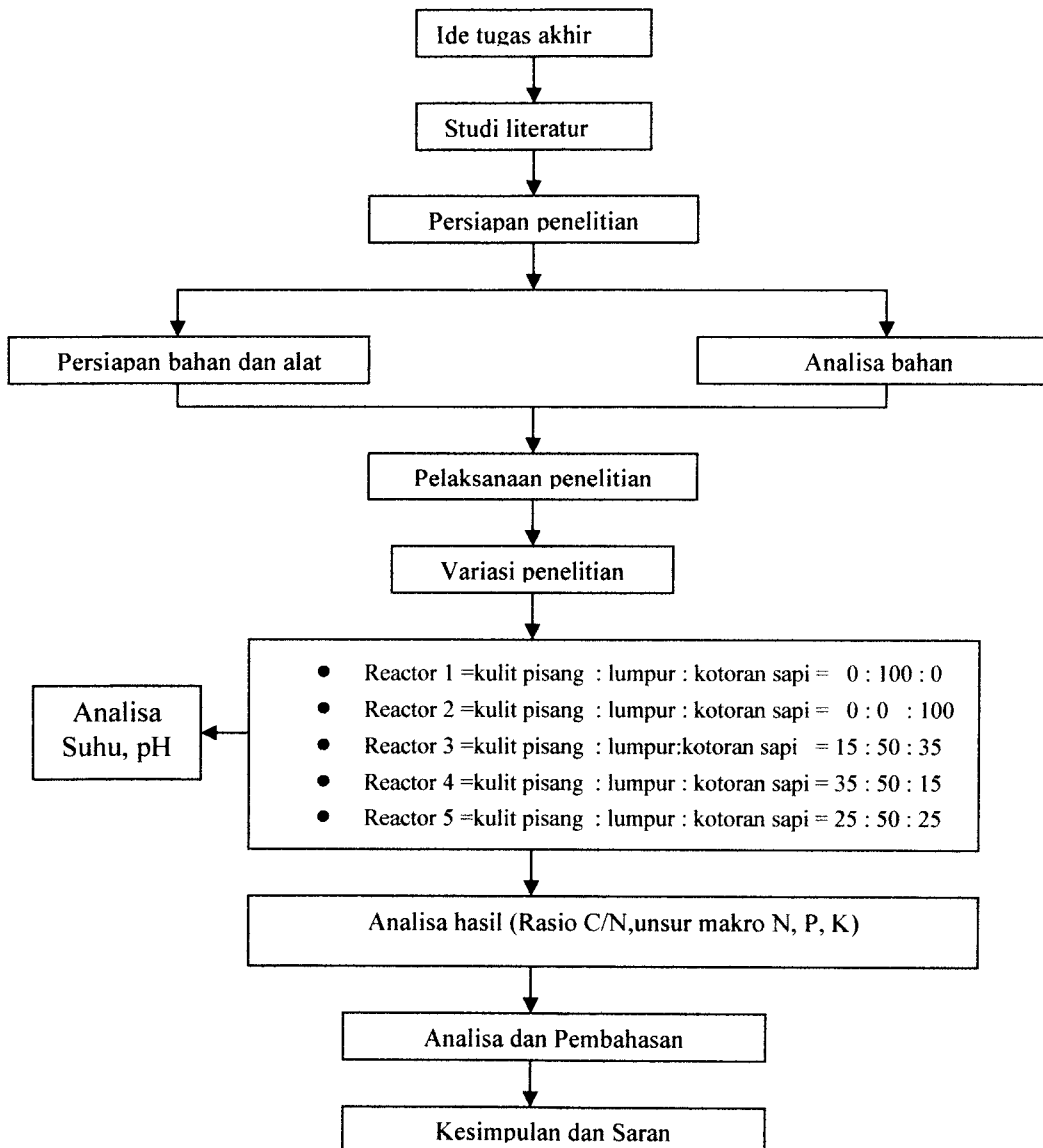 Ide tugas akhir
Studi literatur
Persiapan penelitian
Persiapan bahan dan alat
Analisa bahan
Pelaksanaan penelitian
Variasi penelitian
• Reactor 1 =kulit pisang : lumpur : kotoran sapi = 0 : 100 : 0
• Reactor 2 =kulit pisang : lumpur : kotoran sapi = 0 : 0 : 100
• Reactor 3 =kulit pisang : lumpur:kotoran sapi = 15 : 50 : 35
• Reactor 4 =kulit pisang : lumpur : kotoran sapi = 35 : 50 : 15
• Reactor 5 =kulit pisang : lumpur : kotoran sapi = 25 : 50 : 25
Analisa
Suhu, pH
Analisa hasil (Rasio C/N,unsur makro N, P, K)
Analisa dan Pembahasan
Kesimpulan dan Saran